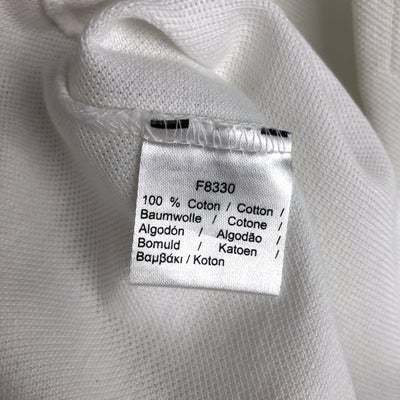 F8330
100 % Coton / Cotton /
Baumwolle / Cotone /
Algodón / Algodão /
Bomuld / Katoen /
Βαμβάκι / Koton